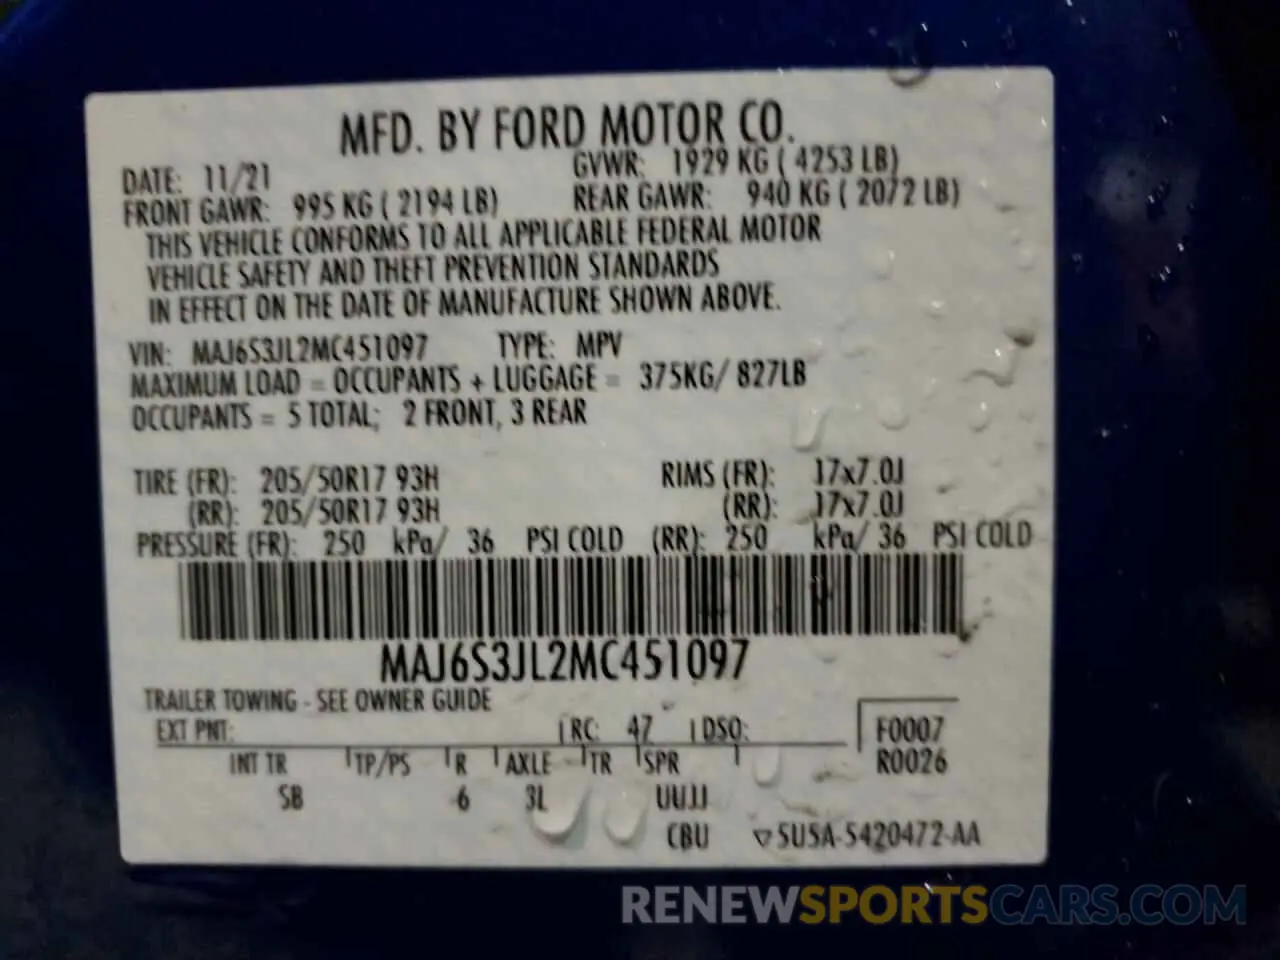 MFD. BY FORD MOTOR CO.
DATE: 11/21 GVWR: 1929 KG ( 4253 LB)
FRONT GAWR: 995 KG ( 2194 LB) REAR GAWR: 940 KG ( 2072 LB)
THIS VEHICLE CONFORMS TO ALL APPLICABLE FEDERAL MOTOR
VEHICLE SAFETY AND THEFT PREVENTION STANDARDS
IN EFFECT ON THE DATE OF MANUFACTURE SHOWN ABOVE.
VIN: MAJ6S3JL2MC451097 TYPE: MPV
MAXIMUM LOAD = OCCUPANTS + LUGGAGE = 375KG/ 827LB
OCCUPANTS = 5 TOTAL; 2 FRONT, 3 REAR
TIRE (FR): 205/50R17 93H RIMS (FR): 17x7.0J
(RR): 205/50R17 93H (RR): 17x7.0J
PRESSURE (FR): 250 kPa/ 36 PSI COLD (RR): 250 kPa/ 36 PSI COLD
MAJ6S3JL2MC451097
TRAILER TOWING - SEE OWNER GUIDE
EXT PNT: RC: 47 DSO: F0007
INT TR TP/PS R AXLE TR SPR R0026
SB 6 3L UUJJ
CBU ▽ 5U5A-5420472-AA
RENEWSPORTSCARS.COM